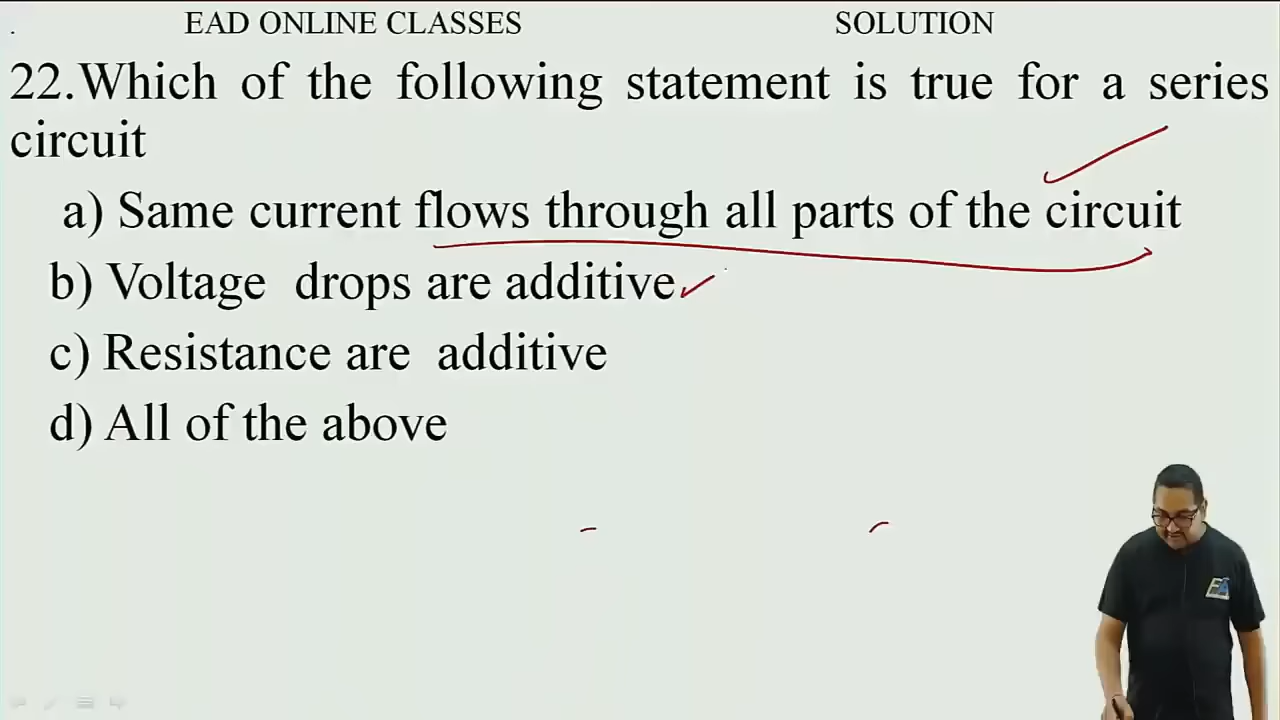 EAD ONLINE CLASSES SOLUTION
22.Which of the following statement is true for a series
circuit
a) Same current flows through all parts of the circuit
b) Voltage drops are additive
c) Resistance are additive
d) All of the above